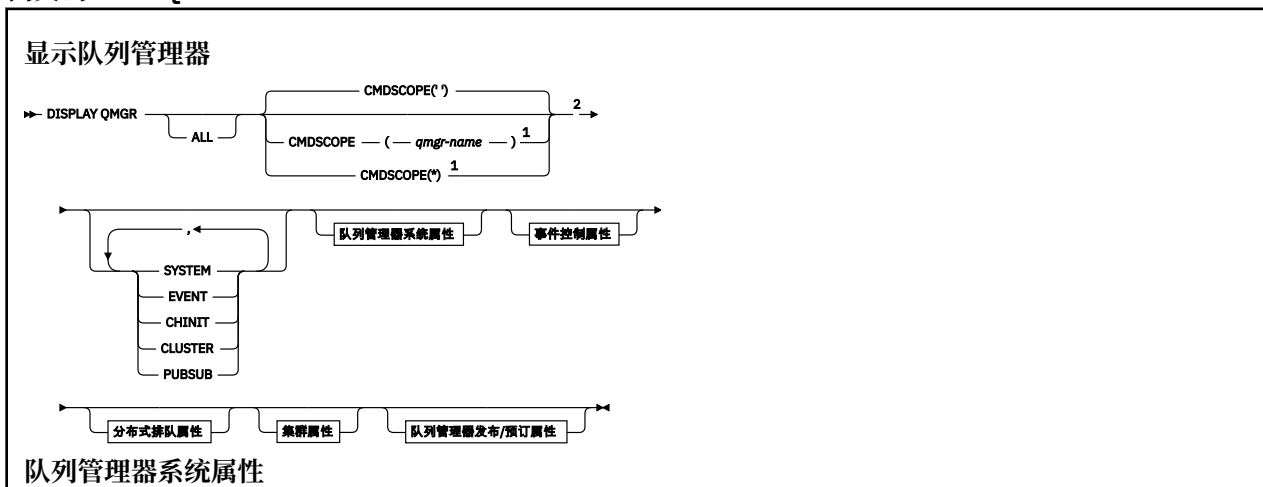 显示队列管理器
DISPLAY QMGR
ALL
CMDSCOPE(' ')
CMDSCOPE ( qmgr-name ) 1
CMDSCOPE(*) 1
2
,
SYSTEM
EVENT
CHINIT
CLUSTER
PUBSUB
队列管理器系统属性
事件控制属性
分布式排队属性
集群属性
队列管理器发布/预订属性
队列管理器系统属性